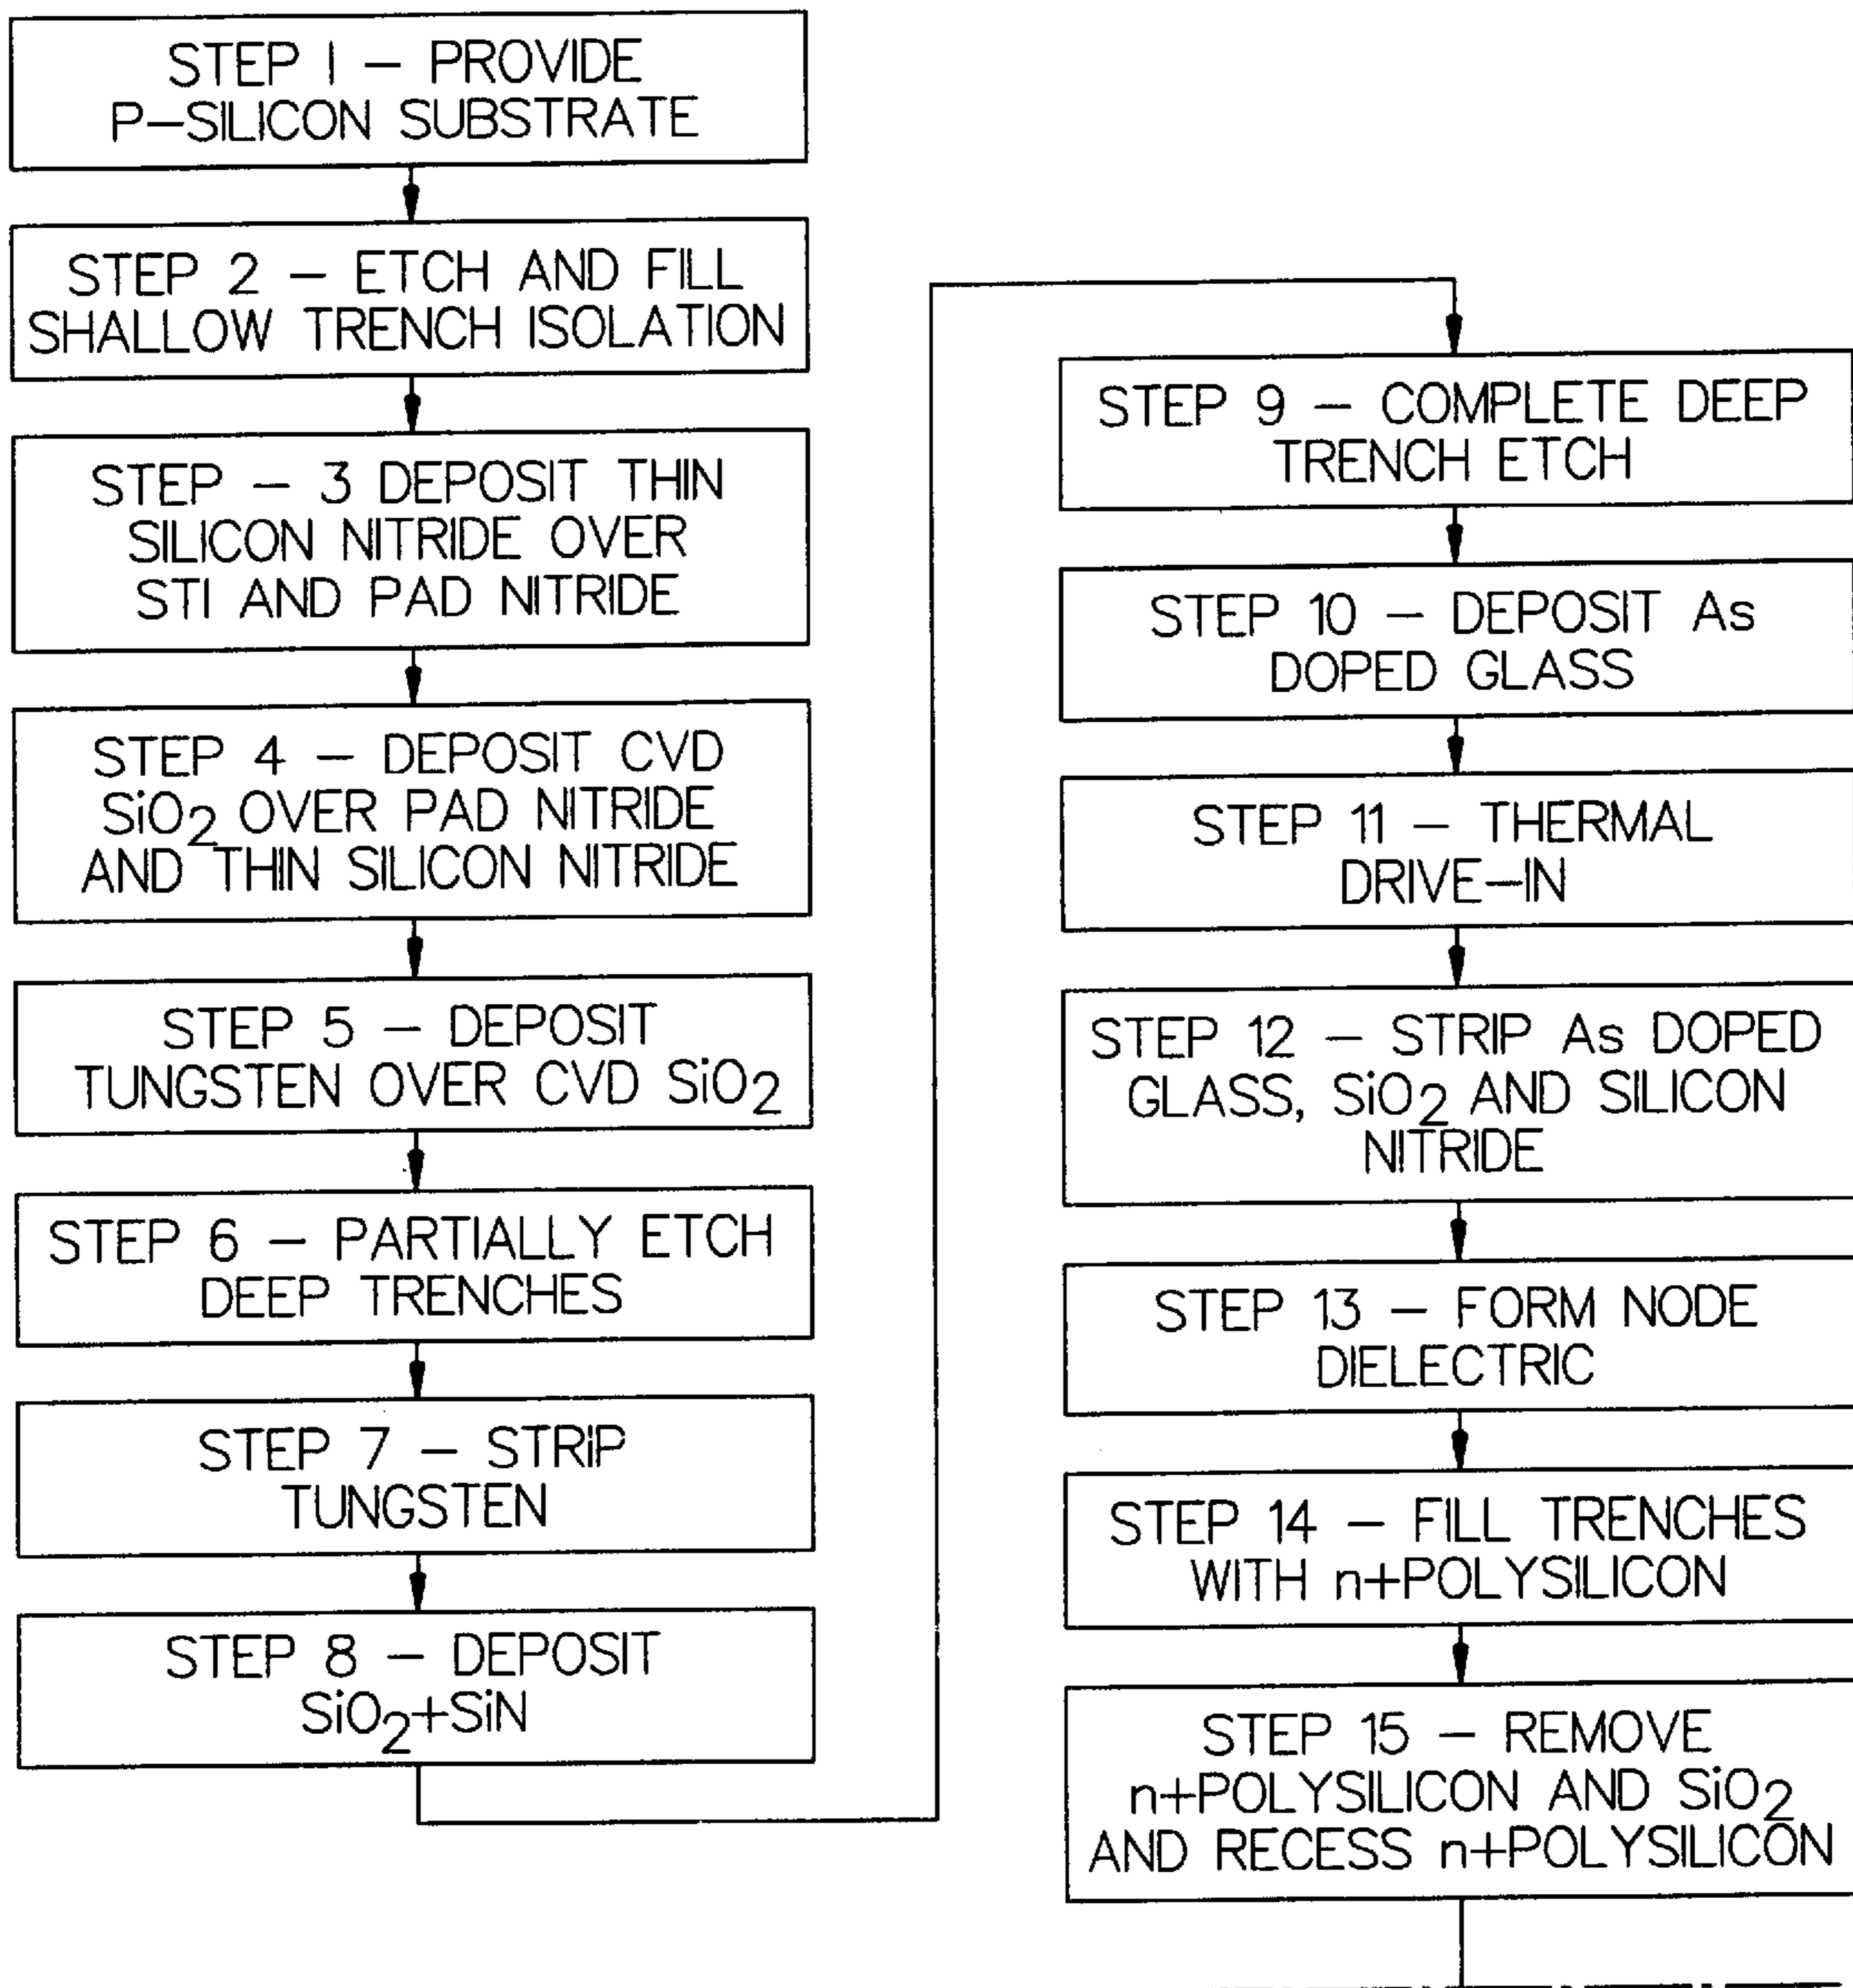 STEP 1 – PROVIDE
P–SILICON SUBSTRATE
STEP 2 – ETCH AND FILL
SHALLOW TRENCH ISOLATION
STEP – 3 DEPOSIT THIN
SILICON NITRIDE OVER
STI AND PAD NITRIDE
STEP 4 – DEPOSIT CVD
SiO2 OVER PAD NITRIDE
AND THIN SILICON NITRIDE
STEP 5 – DEPOSIT
TUNGSTEN OVER CVD SiO2
STEP 6 – PARTIALLY ETCH
DEEP TRENCHES
STEP 7 – STRiP
TUNGSTEN
STEP 8 – DEPOSIT
SiO2+SiN
STEP 9 – COMPLETE DEEP
TRENCH ETCH
STEP 10 – DEPOSIT As
DOPED GLASS
STEP 11 – THERMAL
DRIVE–IN
STEP 12 – STRIP As DOPED
GLASS, SiO2 AND SILICON
NITRIDE
STEP 13 – FORM NODE
DIELECTRIC
STEP 14 – FILL TRENCHES
WITH n+POLYSILICON
STEP 15 – REMOVE
n+POLYSILICON AND SiO2
AND RECESS n+POLYSILICON